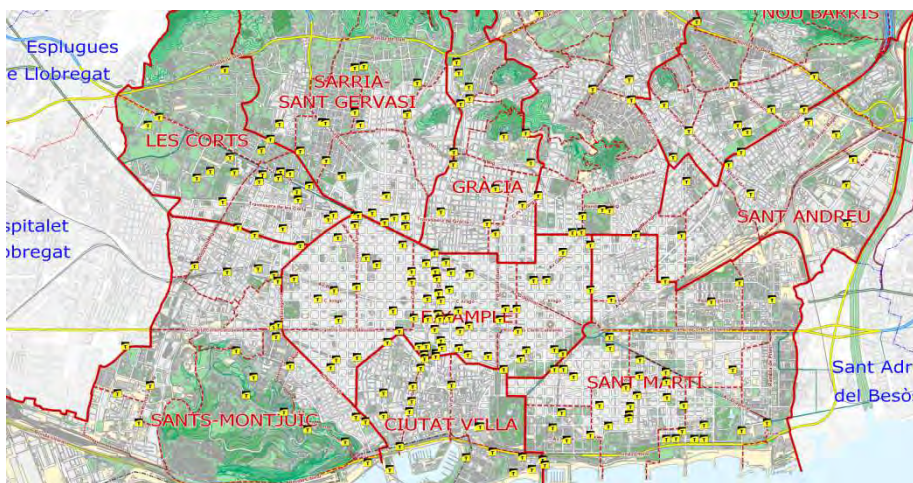 NOU BARRIS
Esplugues
e Llobregat
SARRIÀ-
SANT GERVASI
LES CORTS
GRÀCIA
SANT ANDREU
spitalet
obregat
EIXAMPLE
Sant Adr
del Besò
SANT MARTÍ
SANTS-MONTJUÏC
CIUTAT VELLA